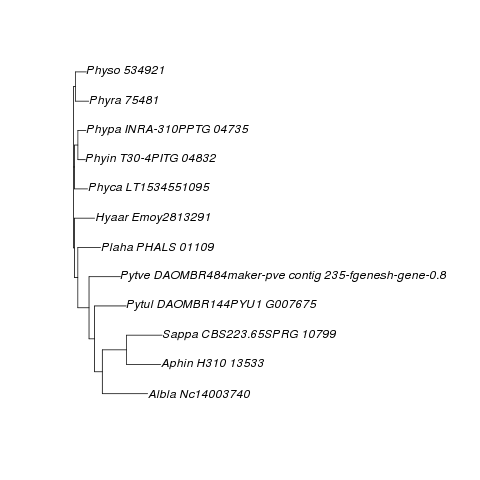 Physo 534921
Phyra 75481
Phypa INRA-310PPTG 04735
Phyin T30-4PITG 04832
Phyca LT1534551095
Hyaar Emoy2813291
Plaha PHALS 01109
Pytve DAOMBR484maker-pve contig 235-fgenesh-gene-0.8
Pytul DAOMBR144PYU1 G007675
Sappa CBS223.65SPRG 10799
Aphin H310 13533
Albla Nc14003740